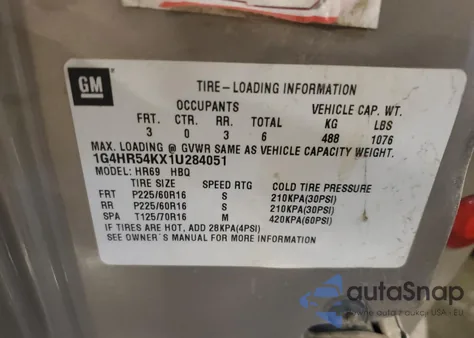 GM
TIRE-LOADING INFORMATION
OCCUPANTS VEHICLE CAP. WT.
FRT. CTR. RR. TOTAL KG LBS
3 0 3 6 488 1076
MAX. LOADING @ GVWR SAME AS VEHICLE CAPACITY WEIGHT.
1G4HR54KX1U284051
MODEL: HR69 HBQ
TIRE SIZE SPEED RTG COLD TIRE PRESSURE
FRT P225/60R16 S 210KPA(30PSI)
RR P225/60R16 S 210KPA(30PSI)
SPA T125/70R16 M 420KPA(60PSI)
IF TIRES ARE HOT, ADD 28KPA(4PSI)
SEE OWNER'S MANUAL FOR MORE INFORMATION
autoSnap